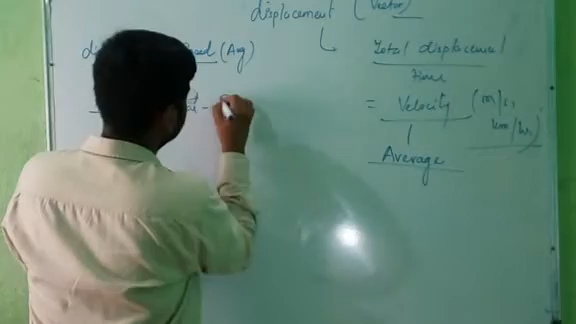 displacement (Vector)
(Avg)
Total displacement
time
= Velocity (m/s,
km/hr)
Average